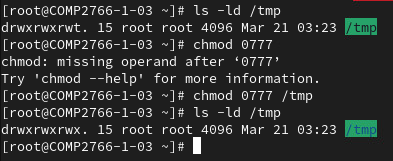 [root@COMP2766-1-03 ~]# ls -ld /tmp
drwxrwxrwt. 15 root root 4096 Mar 21 03:23 /tmp
[root@COMP2766-1-03 ~]# chmod 0777
chmod: missing operand after ‘0777’
Try 'chmod --help' for more information.
[root@COMP2766-1-03 ~]# chmod 0777 /tmp
[root@COMP2766-1-03 ~]# ls -ld /tmp
drwxrwxrwx. 15 root root 4096 Mar 21 03:23 /tmp
[root@COMP2766-1-03 ~]#